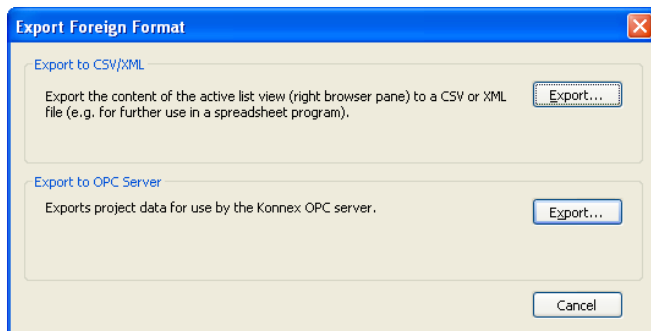 Export Foreign Format
Export to CSV/XML
Export the content of the active list view (right browser pane) to a CSV or XML
file (e.g. for further use in a spreadsheet program).
Export...
Export to OPC Server
Exports project data for use by the Konnex OPC server.
Export...
Cancel